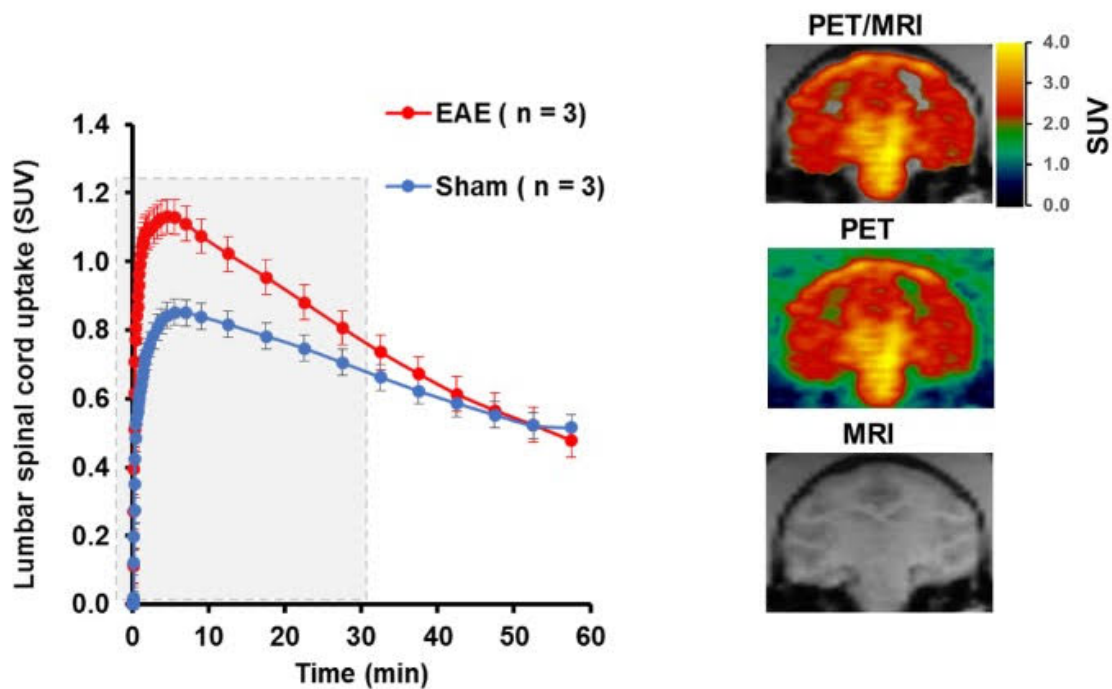 EAE ( n = 3)
Sham ( n = 3)
Lumbar spinal cord uptake (SUV)
1.4
1.2
1.0
0.8
0.6
0.4
0.2
0.0
0
10
20
30
40
50
60
Time (min)
PET/MRI
4.0
3.0
2.0
1.0
0.0
SUV
PET
MRI